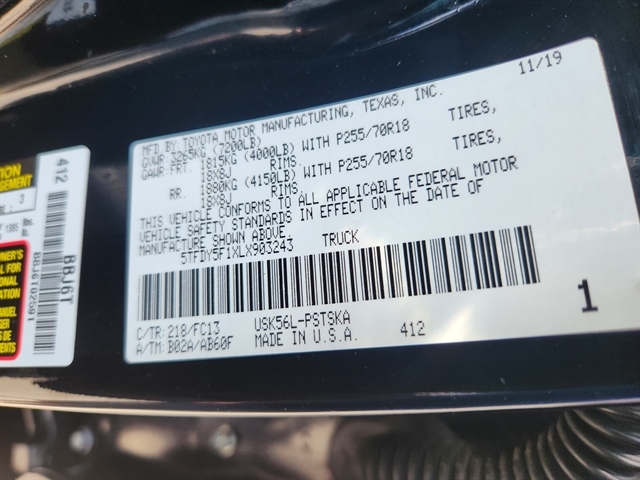 11/19
MFD BY: TOYOTA MOTOR MANUFACTURING, TEXAS, INC.
GVWR 3265KG (7200LB)
GAWR FRT. 1815KG (4000LB) WITH P255/70R18 TIRES,
18X8J RIMS
RR. 1880KG (4150LB) WITH P255/70R18 TIRES,
18X8J RIMS.
THIS VEHICLE CONFORMS TO ALL APPLICABLE FEDERAL MOTOR
VEHICLE SAFETY STANDARDS IN EFFECT ON THE DATE OF
MANUFACTURE SHOWN ABOVE.
5TFDY5F1XLX903243 TRUCK
C/TR: 218/FC13 USK56L-PSTSKA
A/TM: B02A/AB60F MADE IN U.S.A. 412
1
412
BBJ6T
BBJ6T02591